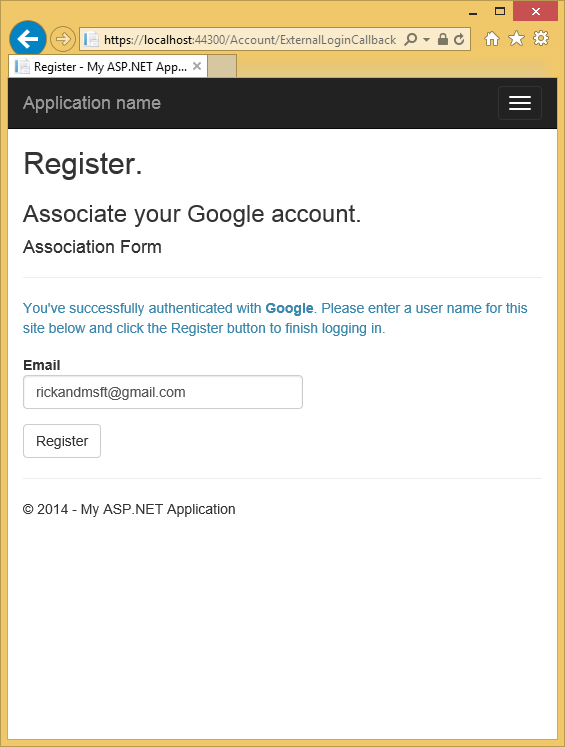 https://localhost:44300/Account/ExternalLoginCallback
Register - My ASP.NET App...
Application name
Register.
Associate your Google account.
Association Form
You've successfully authenticated with Google. Please enter a user name for this
site below and click the Register button to finish logging in.
Email
rickandmsft@gmail.com
Register
© 2014 - My ASP.NET Application